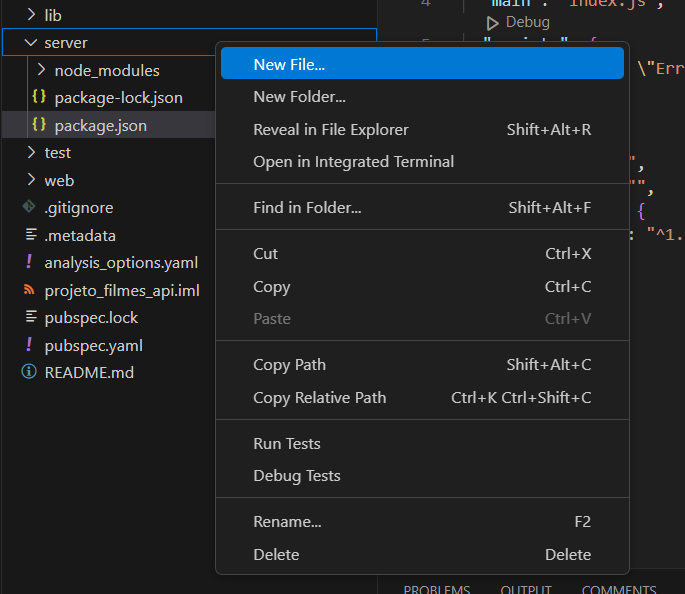 lib
server
node_modules
{} package-lock.json
{} package.json
test
web
.gitignore
.metadata
! analysis_options.yaml
projeto_filmes_api.iml
pubspec.lock
! pubspec.yaml
README.md
New File...
New Folder...
Reveal in File Explorer Shift+Alt+R
Open in Integrated Terminal
Find in Folder... Shift+Alt+F
Cut Ctrl+X
Copy Ctrl+C
Paste Ctrl+V
Copy Path Shift+Alt+C
Copy Relative Path Ctrl+K Ctrl+Shift+C
Run Tests
Debug Tests
Rename... F2
Delete Delete
4 "main": "index.js",
Debug
\"Err
",
"",
{
: "^1.
PROBLEMS OUTPUT COMMENTS